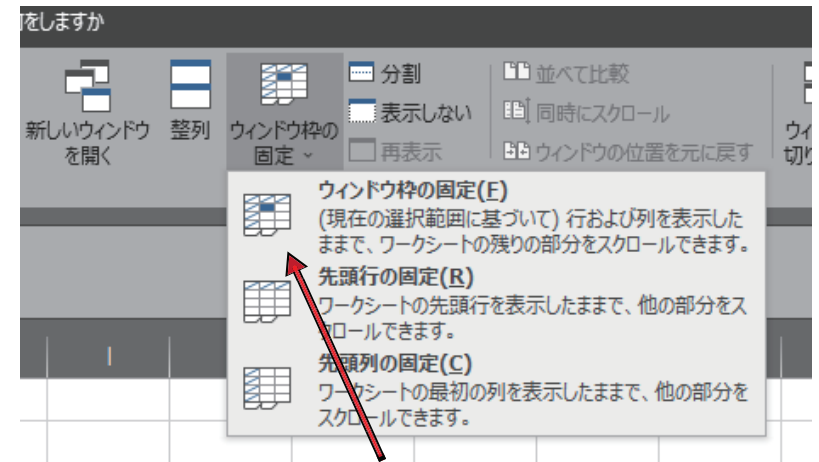 をしますか
新しいウィンドウ
を開く
整列
ウィンドウ枠の
固定
分割
表示しない
再表示
並べて比較
同時にスクロール
ウィンドウの位置を元に戻す
ウィ
切り
ウィンドウ枠の固定(F)
(現在の選択範囲に基づいて) 行および列を表示した
ままで、ワークシートの残りの部分をスクロールできます。
先頭行の固定(R)
ワークシートの先頭行を表示したままで、他の部分をス
クロールできます。
先頭列の固定(C)
ワークシートの最初の列を表示したままで、他の部分を
スクロールできます。
I